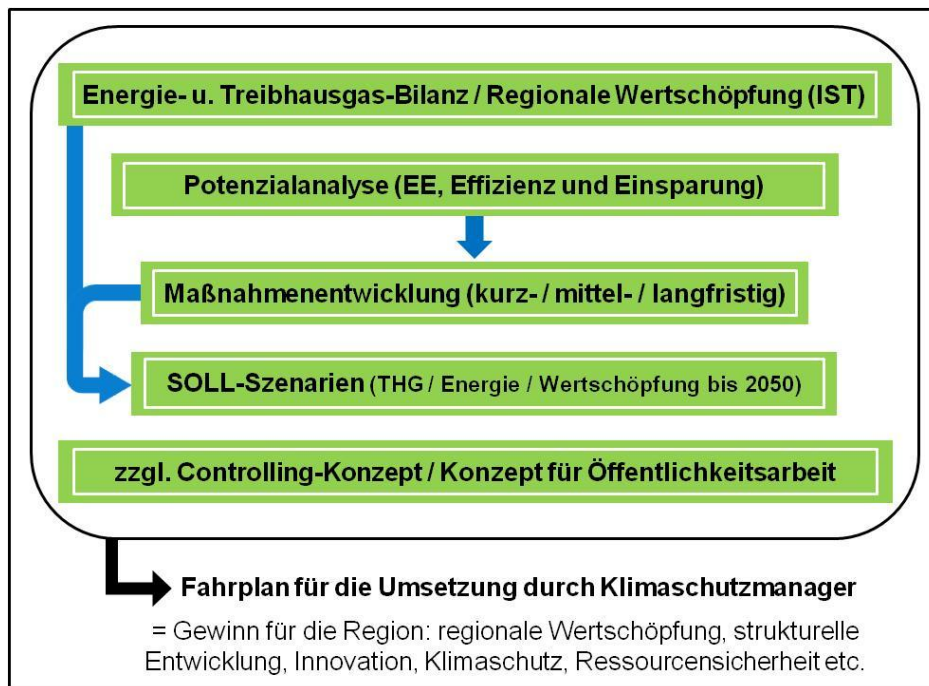 Energie- u. Treibhausgas-Bilanz / Regionale Wertschöpfung (IST)
Potenzialanalyse (EE, Effizienz und Einsparung)
Maßnahmenentwicklung (kurz- / mittel- / langfristig)
SOLL-Szenarien (THG / Energie / Wertschöpfung bis 2050)
zzgl. Controlling-Konzept / Konzept für Öffentlichkeitsarbeit
Fahrplan für die Umsetzung durch Klimaschutzmanager
= Gewinn für die Region: regionale Wertschöpfung, strukturelle
Entwicklung, Innovation, Klimaschutz, Ressourcensicherheit etc.